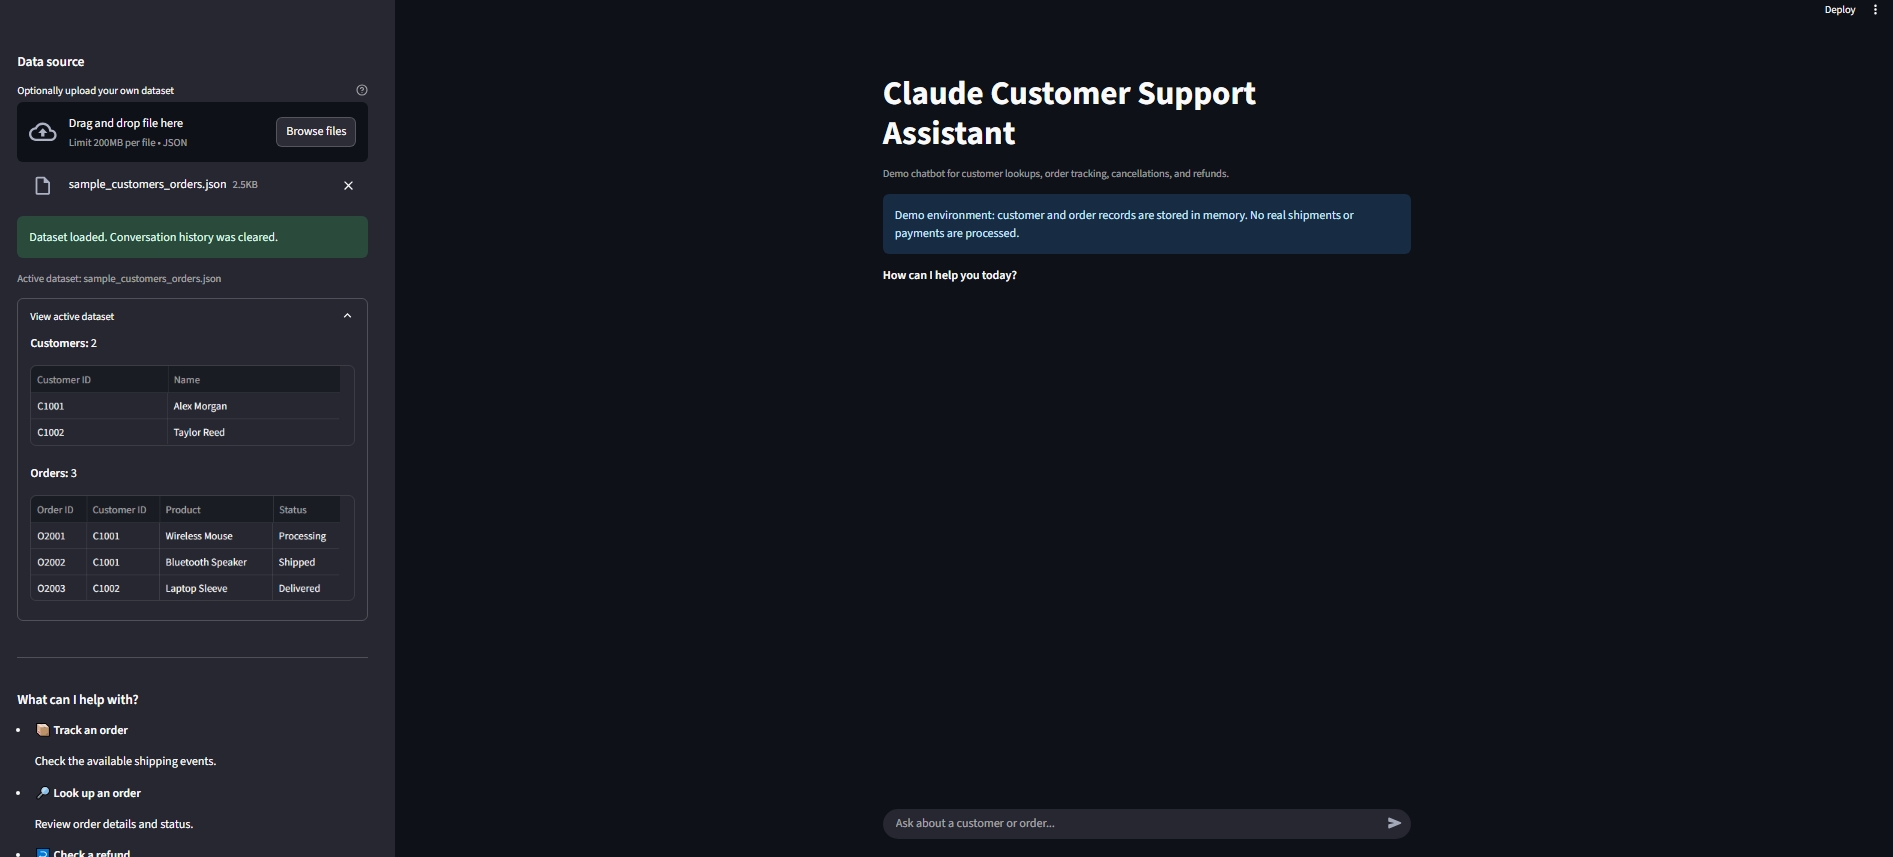 Deploy
Data source
Optionally upload your own dataset
Drag and drop file here
Limit 200MB per file • JSON
Browse files
sample_customers_orders.json 2.5KB
Dataset loaded. Conversation history was cleared.
Active dataset: sample_customers_orders.json
View active dataset
Customers: 2
Customer ID Name
C1001 Alex Morgan
C1002 Taylor Reed
Orders: 3
Order ID Customer ID Product Status
O2001 C1001 Wireless Mouse Processing
O2002 C1001 Bluetooth Speaker Shipped
O2003 C1002 Laptop Sleeve Delivered
What can I help with?
Track an order
Check the available shipping events.
Look up an order
Review order details and status.
Check a refund
Claude Customer Support
Assistant
Demo chatbot for customer lookups, order tracking, cancellations, and refunds.
Demo environment: customer and order records are stored in memory. No real shipments or
payments are processed.
How can I help you today?
Ask about a customer or order...